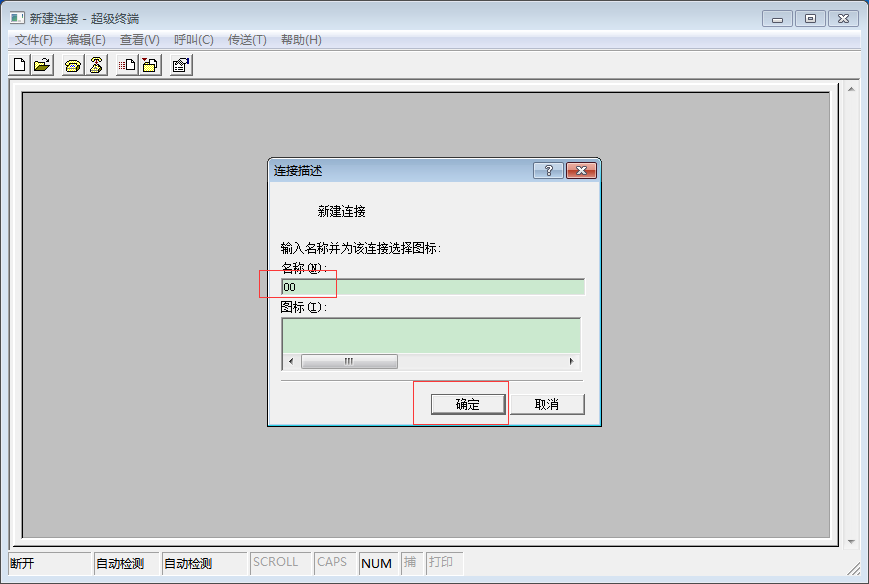 新建连接 - 超级终端
文件(F) 编辑(E) 查看(V) 呼叫(C) 传送(T) 帮助(H)
连接描述
新建连接
输入名称并为该连接选择图标:
名称(N):
00
图标(I):
确定 取消
断开 自动检测 自动检测 SCROLL CAPS NUM 捕 打印